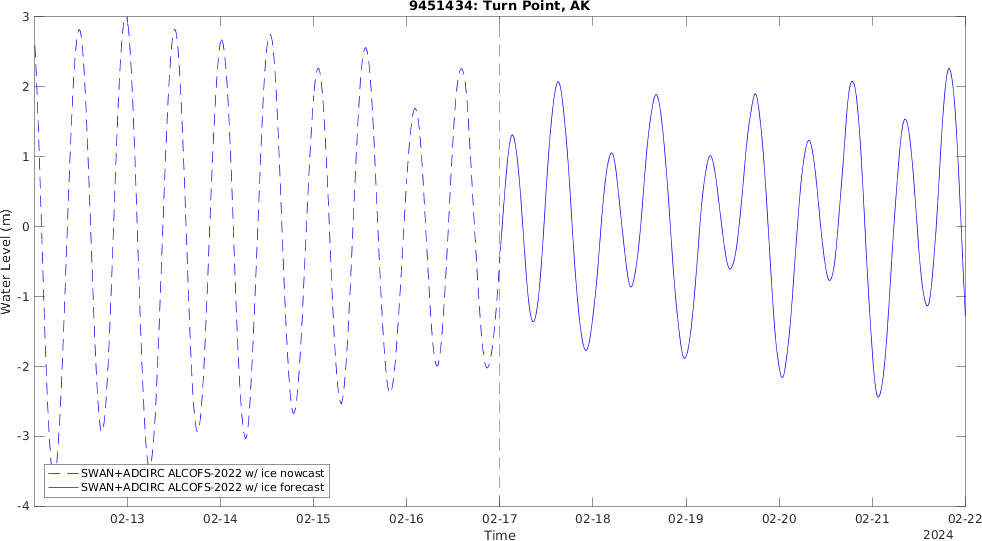 9451434: Turn Point, AK
3
2
1
0
-1
-2
-3
-4
Water Level (m)
SWAN+ADCIRC ALCOFS-2022 w/ ice nowcast
SWAN+ADCIRC ALCOFS-2022 w/ ice forecast
02-13 02-14 02-15 02-16 02-17 02-18 02-19 02-20 02-21 02-22
Time
2024